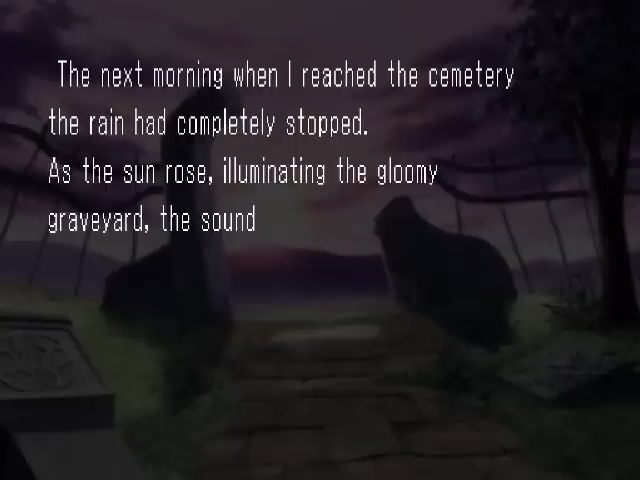 The next morning when I reached the cemetery
the rain had completely stopped.
As the sun rose, illuminating the gloomy
graveyard, the sound